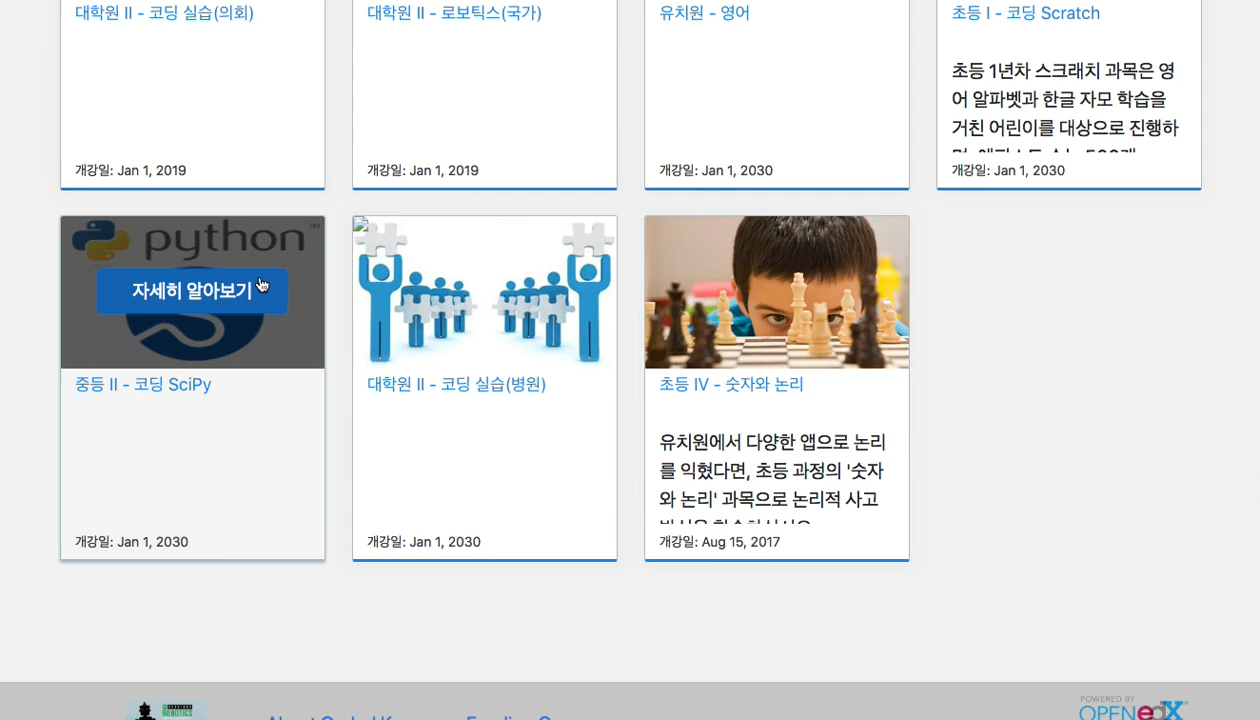 대학원 II - 코딩 실습(의회)
대학원 II - 로보틱스(국가)
유치원 - 영어
초등 I - 코딩 Scratch
초등 1년차 스크래치 과목은 영
어 알파벳과 한글 자모 학습을
거친 어린이를 대상으로 진행하
개강일: Jan 1, 2019
개강일: Jan 1, 2019
개강일: Jan 1, 2030
개강일: Jan 1, 2030
python™
자세히 알아보기
중등 II - 코딩 SciPy
대학원 II - 코딩 실습(병원)
초등 IV - 숫자와 논리
유치원에서 다양한 앱으로 논리
를 익혔다면, 초등 과정의 '숫자
와 논리' 과목으로 논리적 사고
개강일: Jan 1, 2030
개강일: Jan 1, 2030
개강일: Aug 15, 2017
ROBOTICS
POWERED BY
OPEN edX